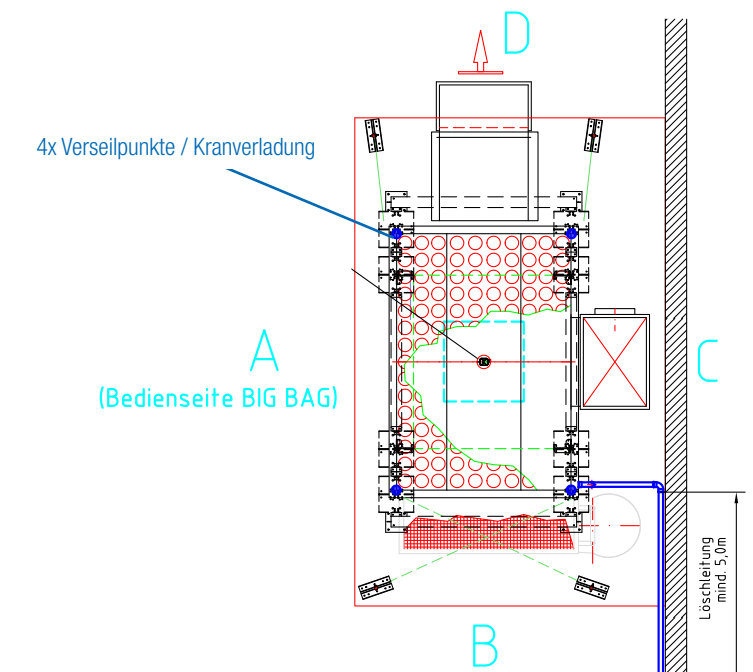 D
4x Verseilpunkte / Kranverladung
A
(Bedienseite BIG BAG)
C
Löschleitung
mind. 5,0m
B